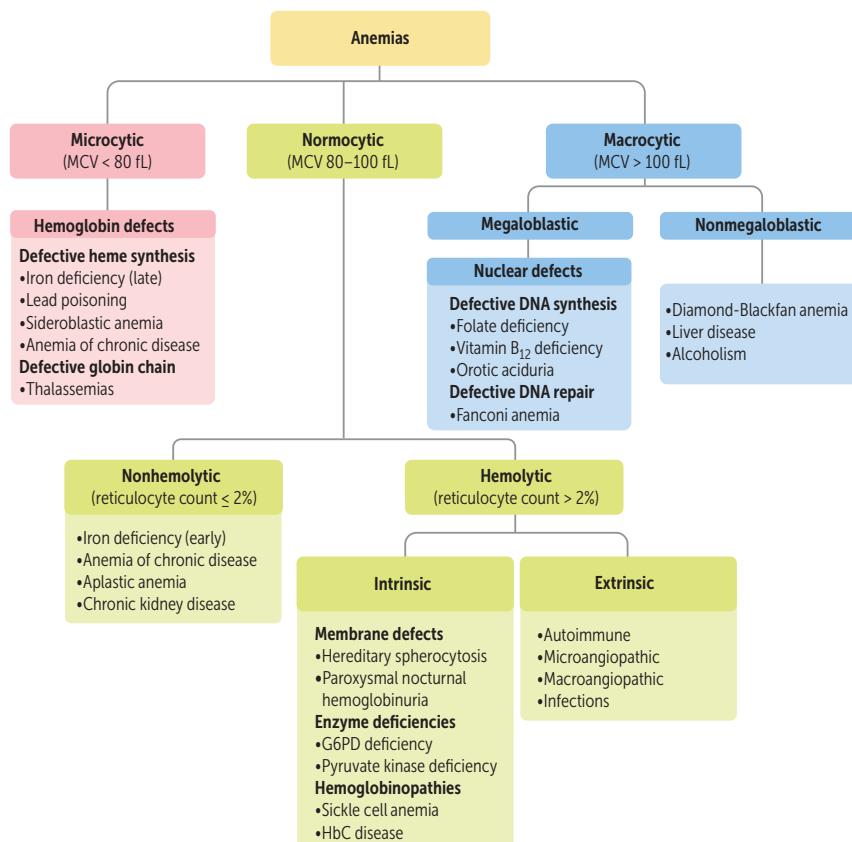 Anemias
Microcytic
(MCV < 80 fL)
Normocytic
(MCV 80–100 fL)
Macrocytic
(MCV > 100 fL)
Hemoglobin defects
Defective heme synthesis
•Iron deficiency (late)
•Lead poisoning
•Sideroblastic anemia
•Anemia of chronic disease
Defective globin chain
•Thalassemias
Megaloblastic
Nonmegaloblastic
Nuclear defects
Defective DNA synthesis
•Folate deficiency
•Vitamin B₁₂ deficiency
•Orotic aciduria
Defective DNA repair
•Fanconi anemia
•Diamond-Blackfan anemia
•Liver disease
•Alcoholism
Nonhemolytic
(reticulocyte count ≤ 2%)
•Iron deficiency (early)
•Anemia of chronic disease
•Aplastic anemia
•Chronic kidney disease
Hemolytic
(reticulocyte count > 2%)
Intrinsic
Membrane defects
•Hereditary spherocytosis
•Paroxysmal nocturnal
hemoglobinuria
Enzyme deficiencies
•G6PD deficiency
•Pyruvate kinase deficiency
Hemoglobinopathies
•Sickle cell anemia
•HbC disease
Extrinsic
•Autoimmune
•Microangiopathic
•Macroangiopathic
•Infections